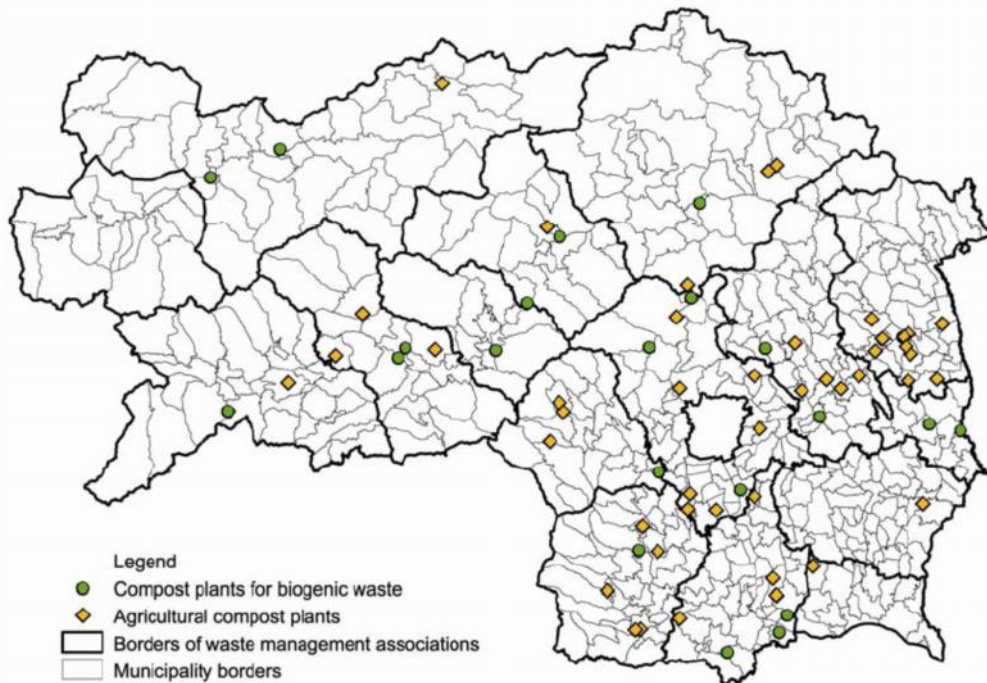 Legend
Compost plants for biogenic waste
Agricultural compost plants
Borders of waste management associations
Municipality borders